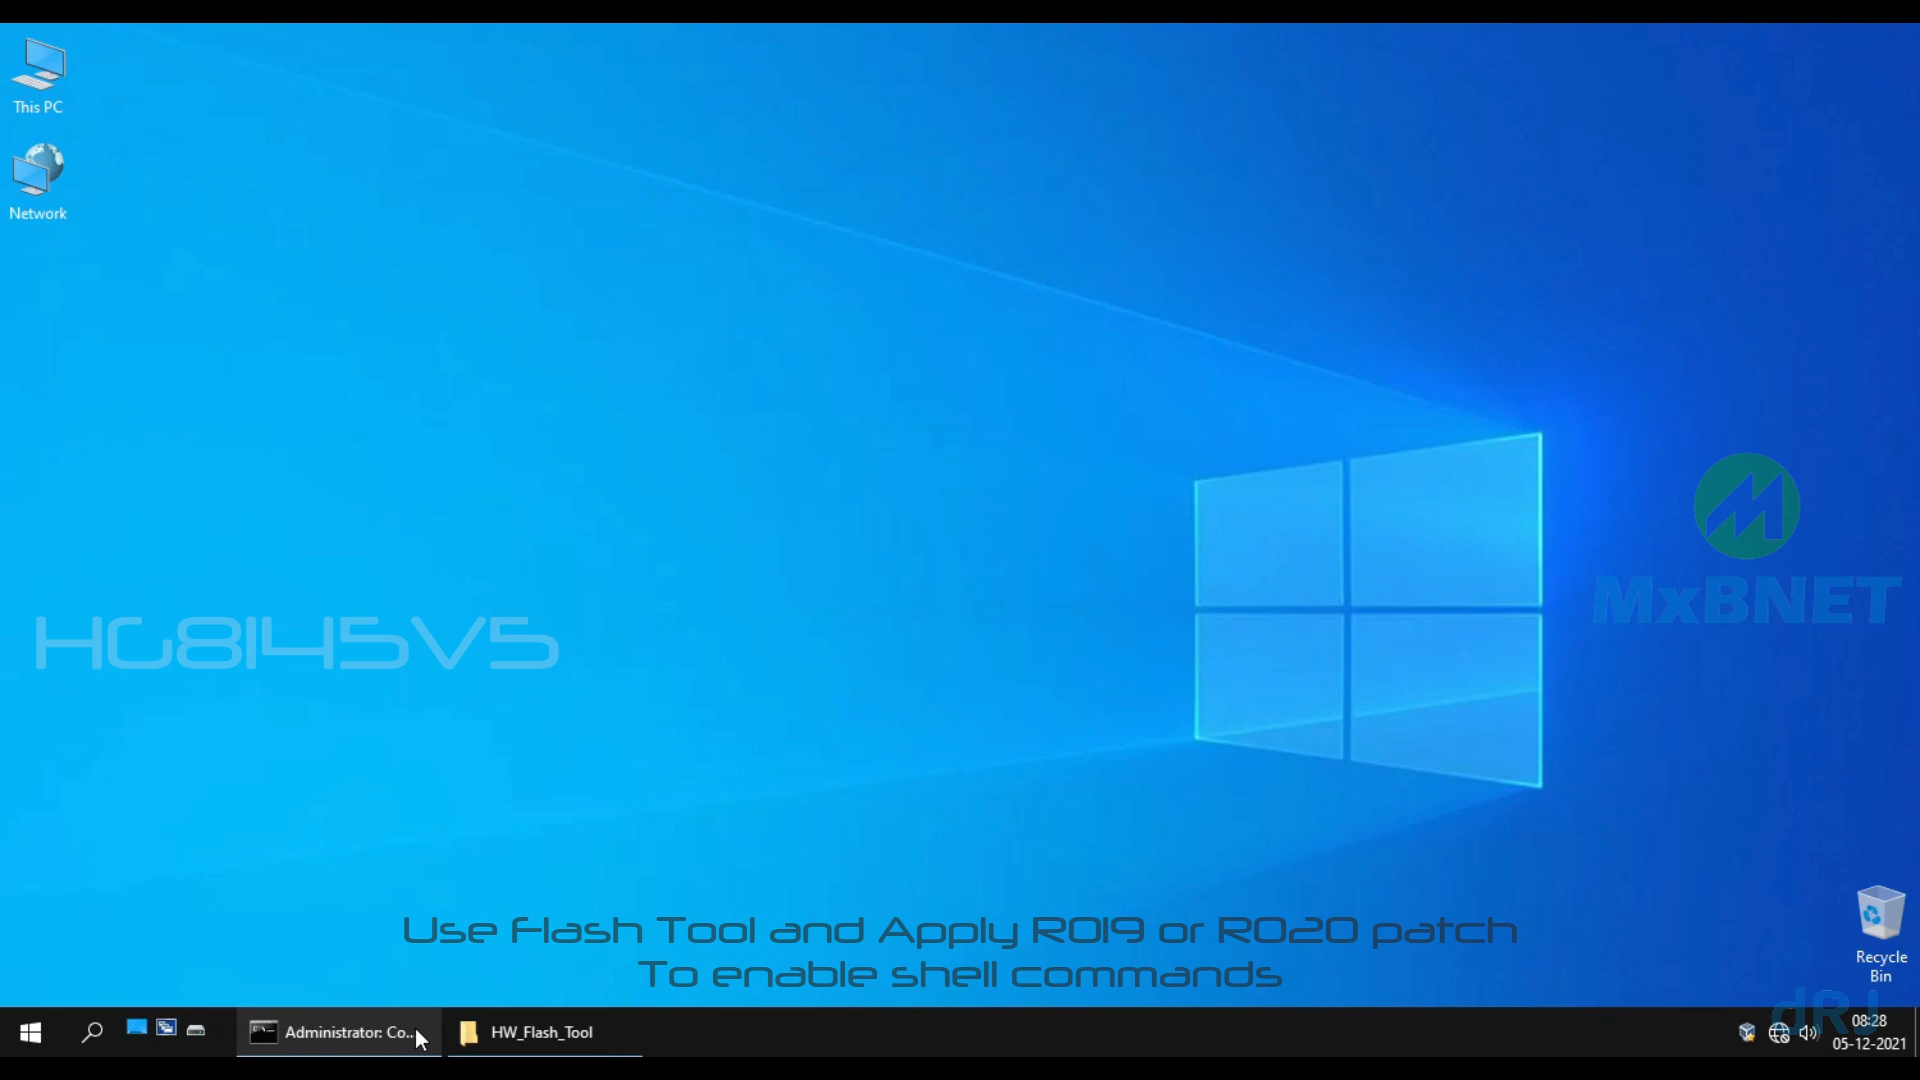 This PC
Network
HG8145V5
MxBNET
Use Flash Tool and Apply R019 or R020 patch
To enable shell commands
Recycle
Bin
dRJ
Administrator: Co...
HW_Flash_Tool
08:28
05-12-2021